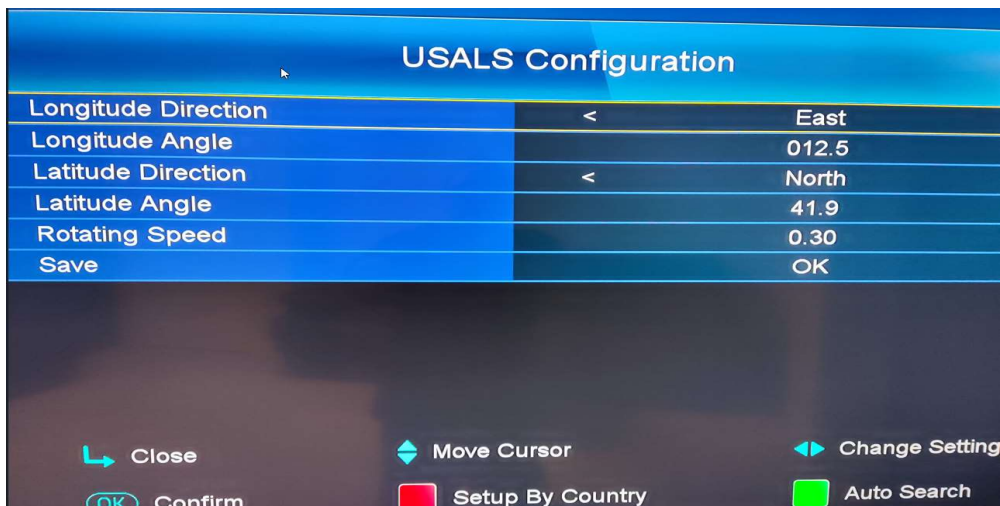 USALS Configuration
Longitude Direction < East
Longitude Angle 012.5
Latitude Direction < North
Latitude Angle 41.9
Rotating Speed 0.30
Save OK
Close Move Cursor Change Setting
OK Confirm Setup By Country Auto Search